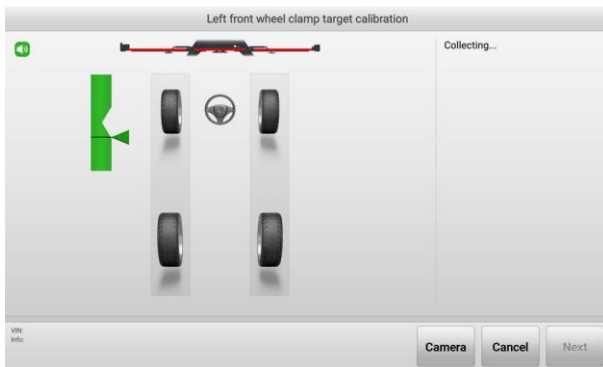 Left front wheel clamp target calibration
Collecting...
VIN:
Info:
Camera
Cancel
Next